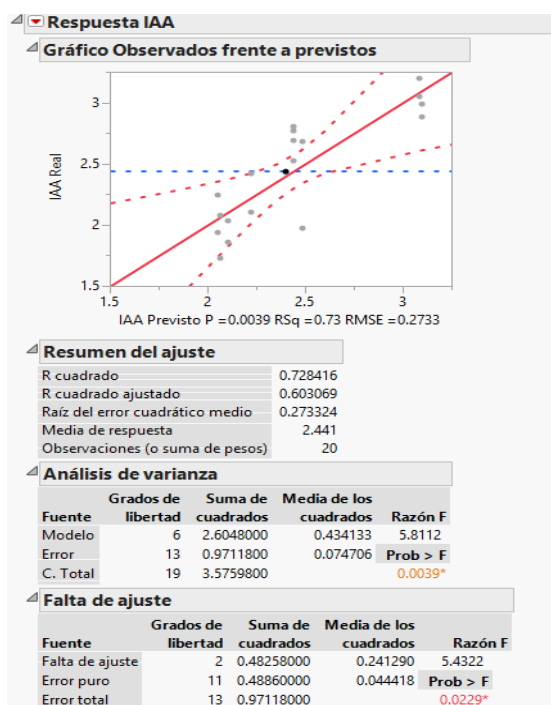 Respuesta IAA
Gráfico Observados frente a previstos
3
2.5
2
1.5
IAA Real
1.5 2 2.5 3
IAA Previsto P =0.0039 RSq =0.73 RMSE =0.2733
Resumen del ajuste
R cuadrado 0.728416
R cuadrado ajustado 0.603069
Raíz del error cuadrático medio 0.273324
Media de respuesta 2.441
Observaciones (o suma de pesos) 20
Análisis de varianza
Grados de Suma de Media de los
Fuente libertad cuadrados cuadrados Razón F
Modelo 6 2.6048000 0.434133 5.8112
Error 13 0.9711800 0.074706 Prob > F
C. Total 19 3.5759800 0.0039*
Falta de ajuste
Grados de Suma de Media de los
Fuente libertad cuadrados cuadrados Razón F
Falta de ajuste 2 0.48258000 0.241290 5.4322
Error puro 11 0.48860000 0.044418 Prob > F
Error total 13 0.97118000 0.0229*